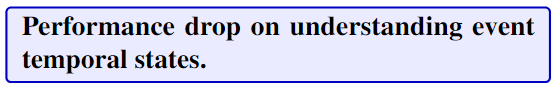 Performance drop on understanding event
temporal states.